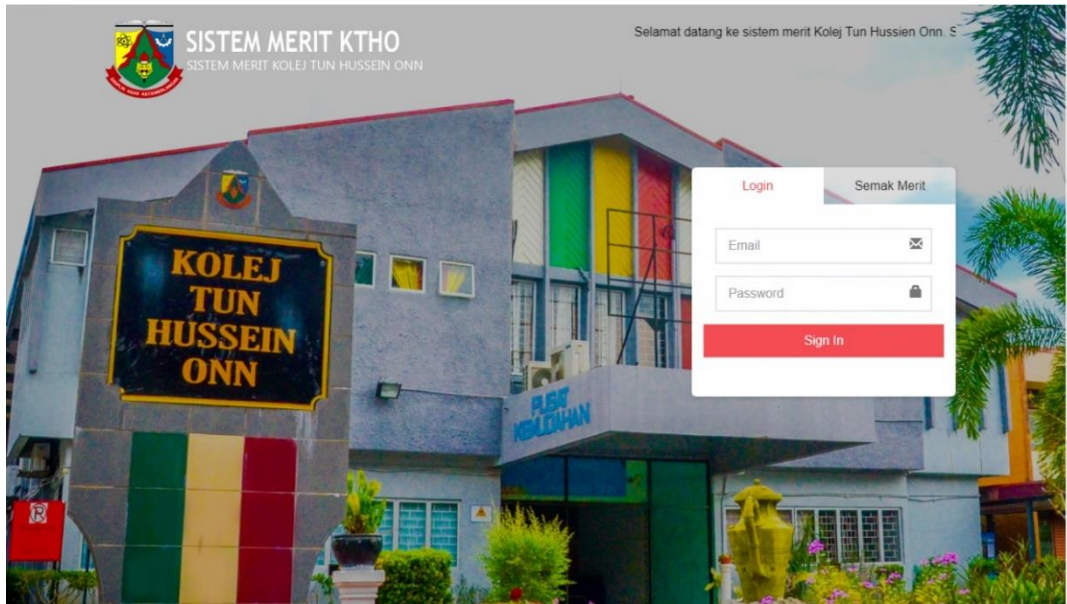 SISTEM MERIT KTHO
SISTEM MERIT KOLEJ TUN HUSSEIN ONN
Selamat datang ke sistem merit Kolej Tun Hussien Onn. S
Login
Semak Merit
Email
Password
Sign In
KOLEJ
TUN
HUSSEIN
ONN
PUSAT
KEMUDAHAN